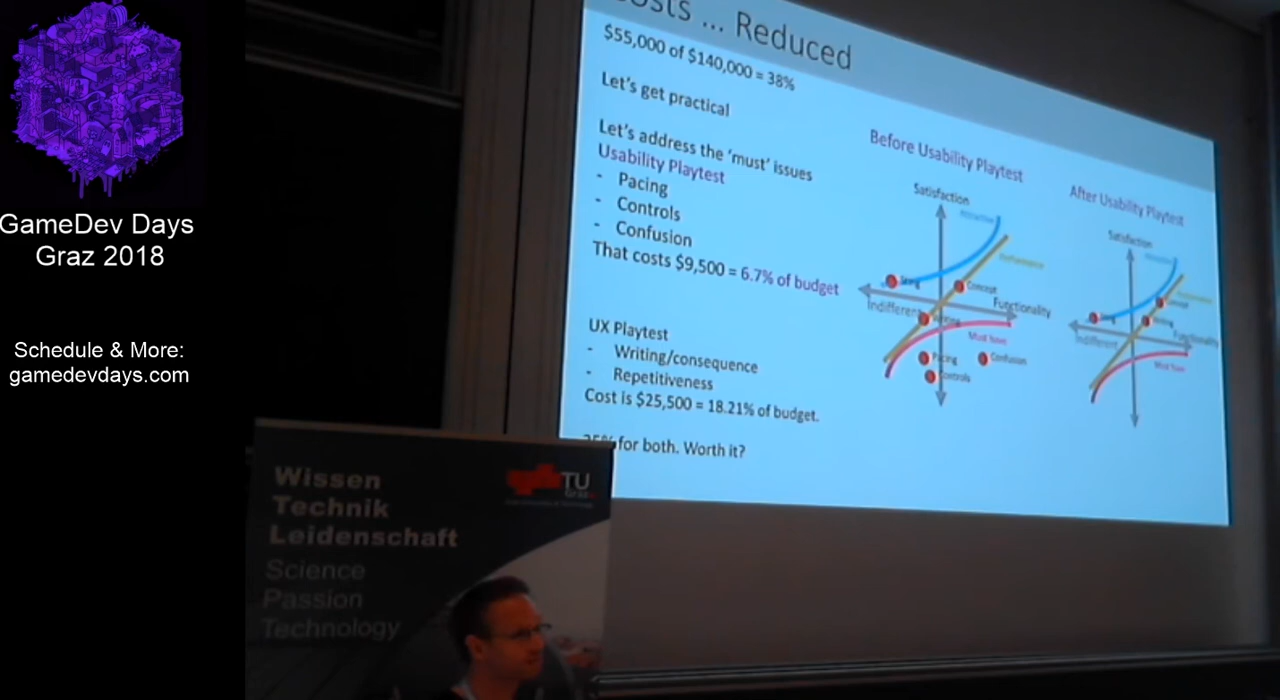 GameDev Days
Graz 2018
Schedule & More:
gamedevdays.com
... Reduced
$55,000 of $140,000 = 38%
Let's get practical
Let's address the 'must' issues
Usability Playtest
- Pacing
- Controls
- Confusion
That costs $9,500 = 6.7% of budget
UX Playtest
- Writing/consequence
- Repetitiveness
Cost is $25,500 = 18.21% of budget.
for both. Worth it?
Before Usability Playtest
Satisfaction
Performance
Concept
Functionality
Indifferent
Must have
Pacing
Confusion
Controls
After Usability Playtest
Satisfaction
Functionality
Indifferent
Must have
Wissen
Technik
Leidenschaft
Science
Passion
Technology
TU
Graz